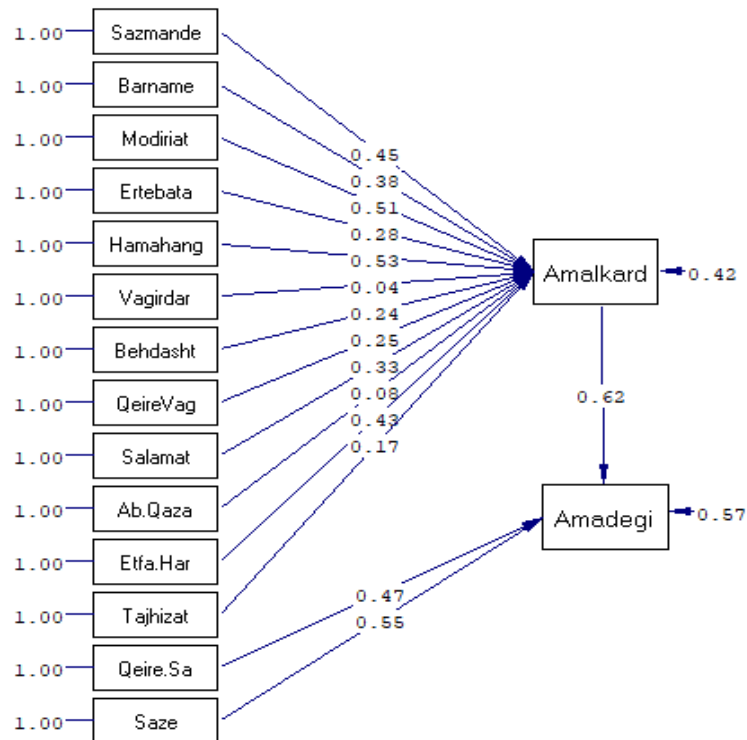 1.00 Sazmande
1.00 Barname
1.00 Modiriat
0.45
0.38
1.00 Ertebata
0.51
0.28
1.00 Hamahang
0.53
Amalkard
0.42
1.00 Vagirdar
0.04
0.24
1.00 Behdasht
0.25
0.33
1.00 QeireVag
0.08
0.62
0.43
1.00 Salamat
0.17
1.00 Ab.Qaza
Amadegi
0.57
1.00 Etfa.Har
0.47
1.00 Tajhizat
0.55
1.00 Qeire.Sa
1.00 Saze